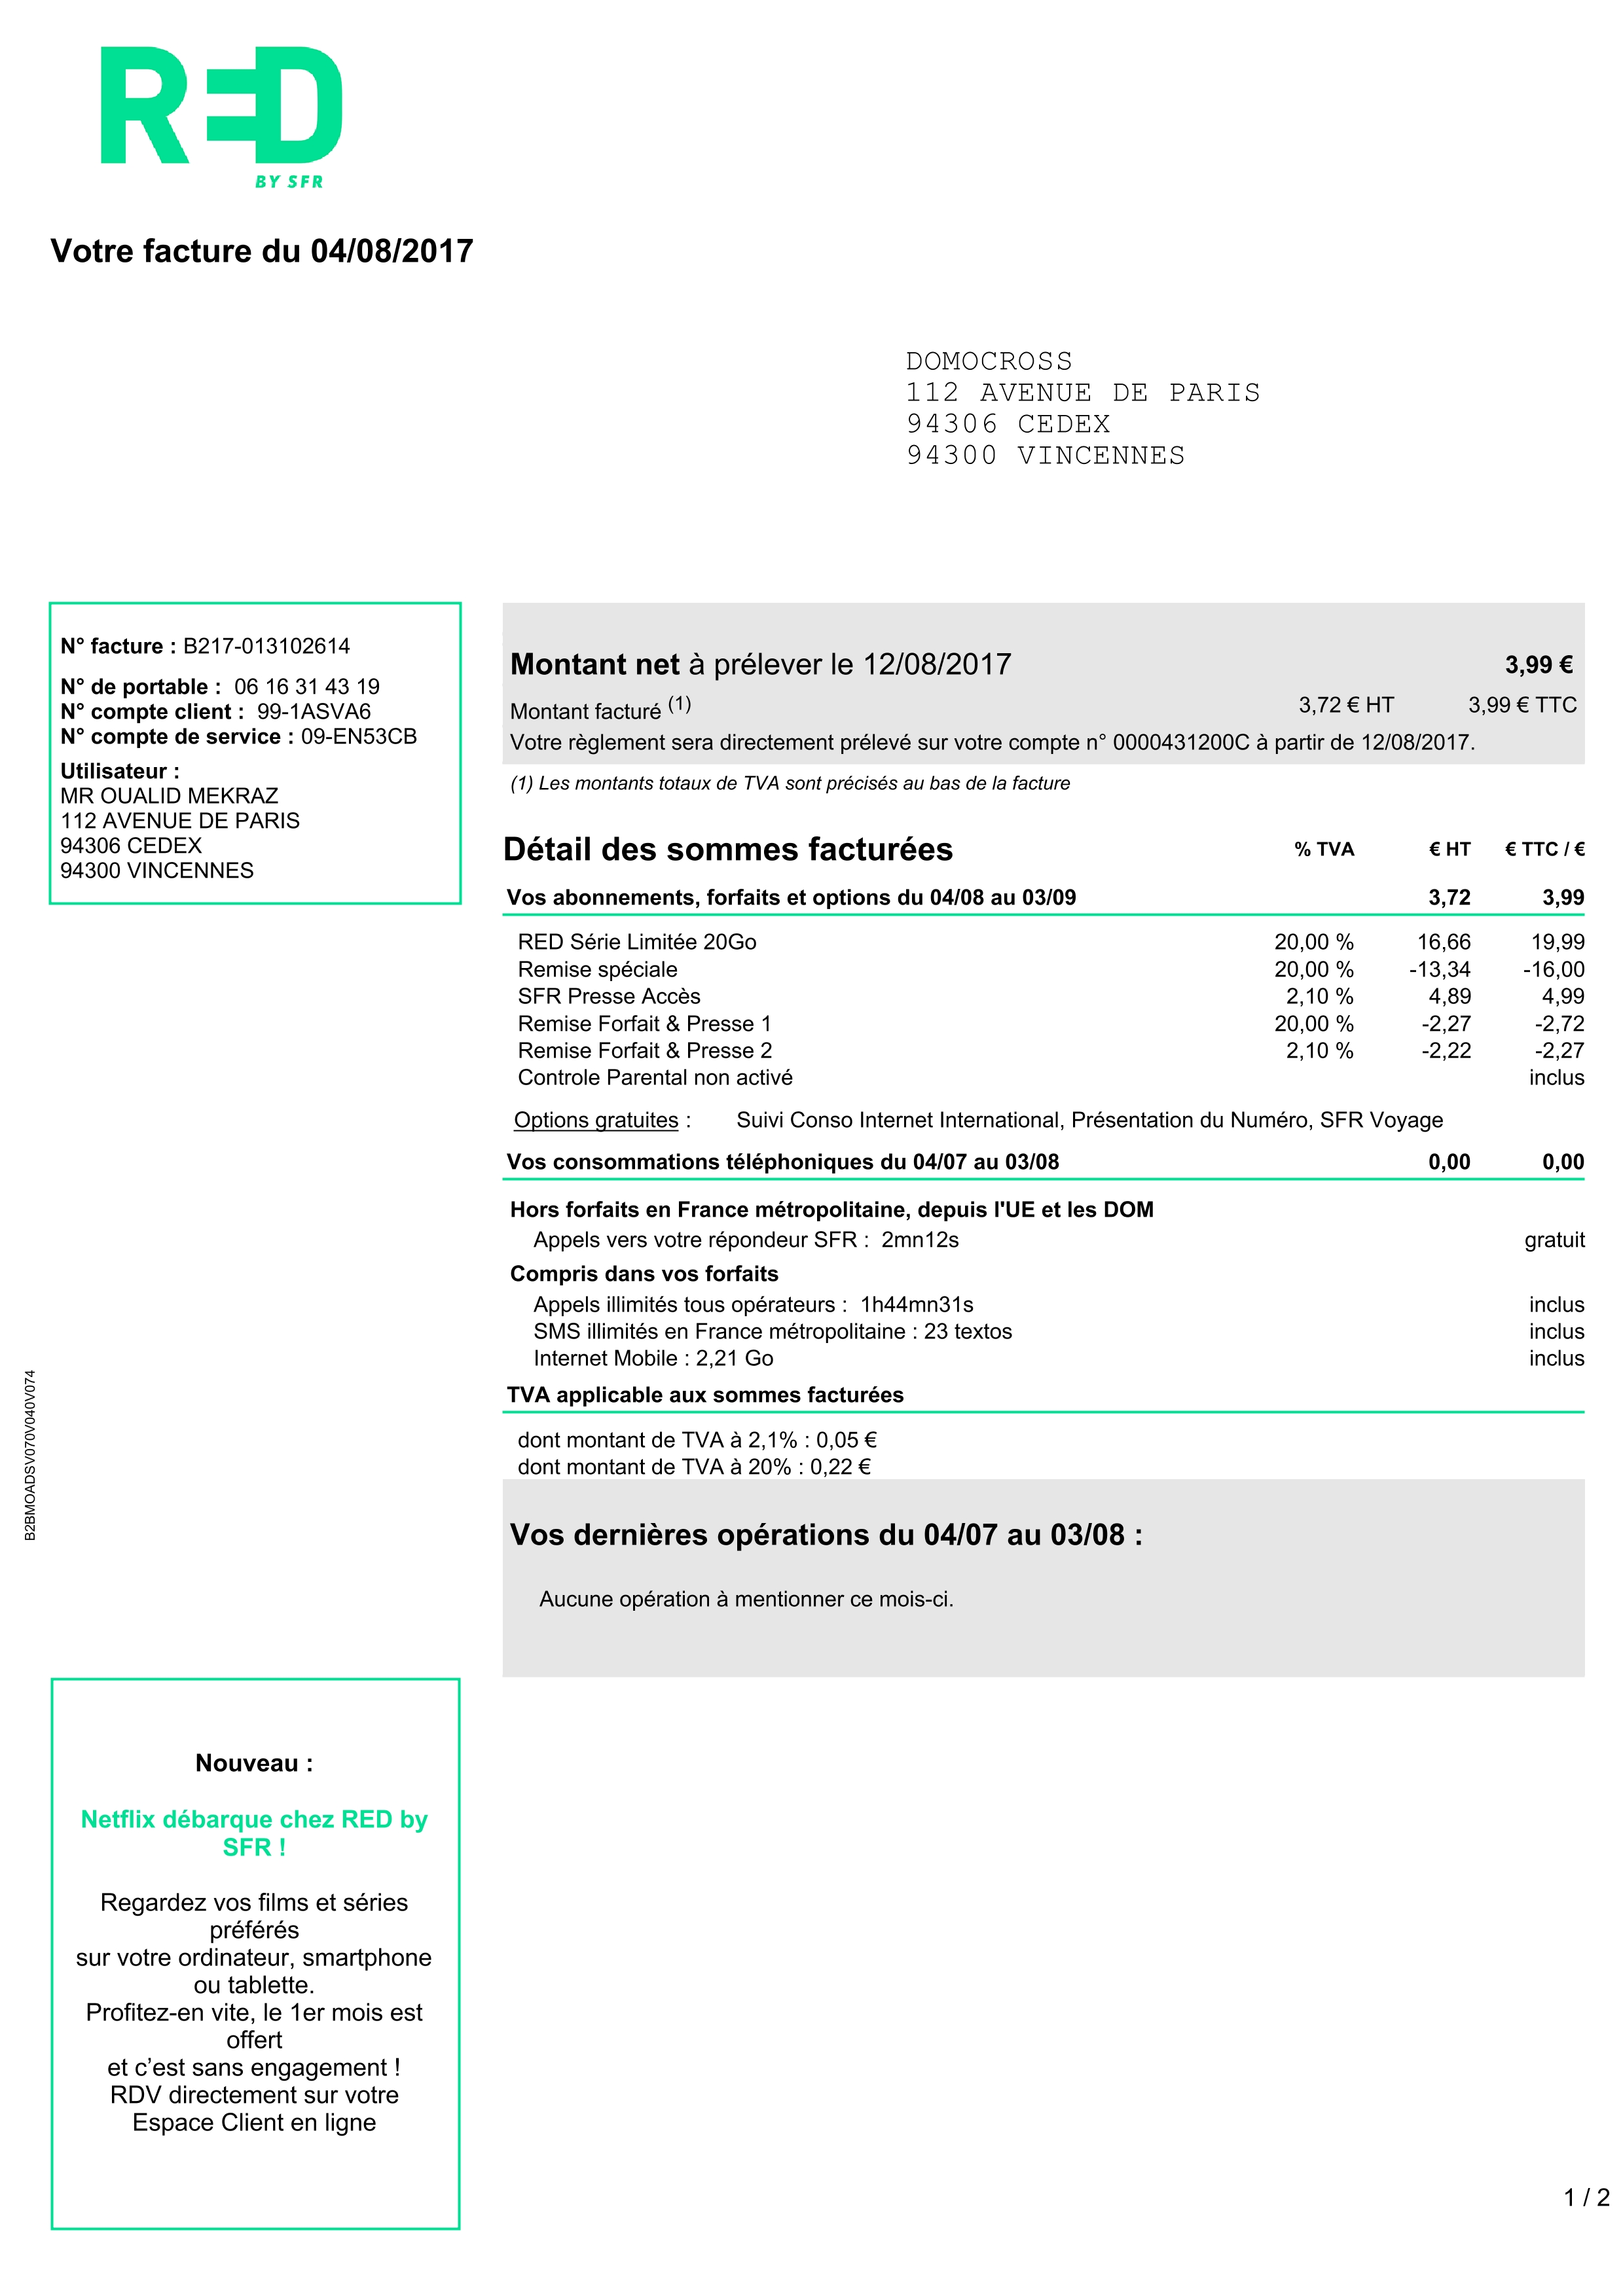 RED
BY SFR
Votre facture du 04/08/2017
DOMOCROSS
112 AVENUE DE PARIS
94306 CEDEX
94300 VINCENNES
N° facture : B217-013102614
N° de portable : 06 16 31 43 19
N° compte client : 99-1ASVA6
N° compte de service : 09-EN53CB
Utilisateur :
MR OUALID MEKRAZ
112 AVENUE DE PARIS
94306 CEDEX
94300 VINCENNES
Montant net à prélever le 12/08/2017 3,99 €
Montant facturé (1) 3,72 € HT 3,99 € TTC
Votre règlement sera directement prélevé sur votre compte n° 0000431200C à partir de 12/08/2017.
(1) Les montants totaux de TVA sont précisés au bas de la facture
Détail des sommes facturées % TVA € HT € TTC / €
Vos abonnements, forfaits et options du 04/08 au 03/09 3,72 3,99
RED Série Limitée 20Go 20,00 % 16,66 19,99
Remise spéciale 20,00 % -13,34 -16,00
SFR Presse Accès 2,10 % 4,89 4,99
Remise Forfait & Presse 1 20,00 % -2,27 -2,72
Remise Forfait & Presse 2 2,10 % -2,22 -2,27
Controle Parental non activé inclus
Options gratuites : Suivi Conso Internet International, Présentation du Numéro, SFR Voyage
Vos consommations téléphoniques du 04/07 au 03/08 0,00 0,00
Hors forfaits en France métropolitaine, depuis l'UE et les DOM
Appels vers votre répondeur SFR : 2mn12s gratuit
Compris dans vos forfaits
Appels illimités tous opérateurs : 1h44mn31s inclus
SMS illimités en France métropolitaine : 23 textos inclus
Internet Mobile : 2,21 Go inclus
TVA applicable aux sommes facturées
dont montant de TVA à 2,1% : 0,05 €
dont montant de TVA à 20% : 0,22 €
Vos dernières opérations du 04/07 au 03/08 :
Aucune opération à mentionner ce mois-ci.
B2BMOADSV070V040V074
Nouveau :
Netflix débarque chez RED by
SFR !
Regardez vos films et séries
préférés
sur votre ordinateur, smartphone
ou tablette.
Profitez-en vite, le 1er mois est
offert
et c’est sans engagement !
RDV directement sur votre
Espace Client en ligne
1 / 2